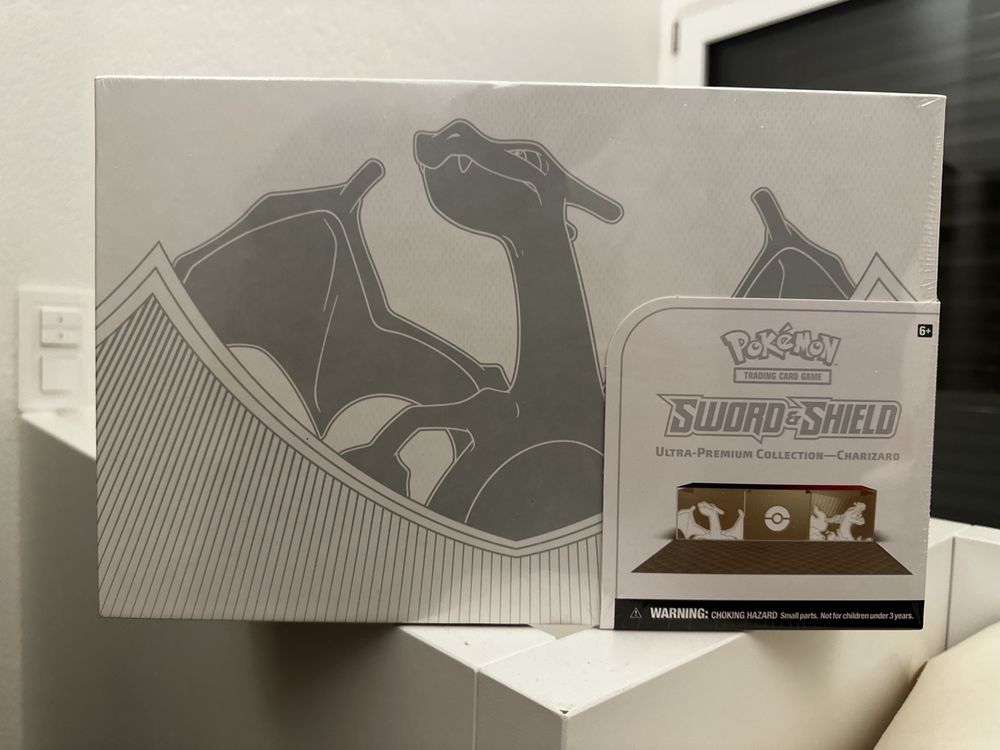 6+
POKéMON
TRADING CARD GAME
SWORD & SHIELD
ULTRA-PREMIUM COLLECTION—CHARIZARD
WARNING: CHOKING HAZARD Small parts. Not for children under 3 years.